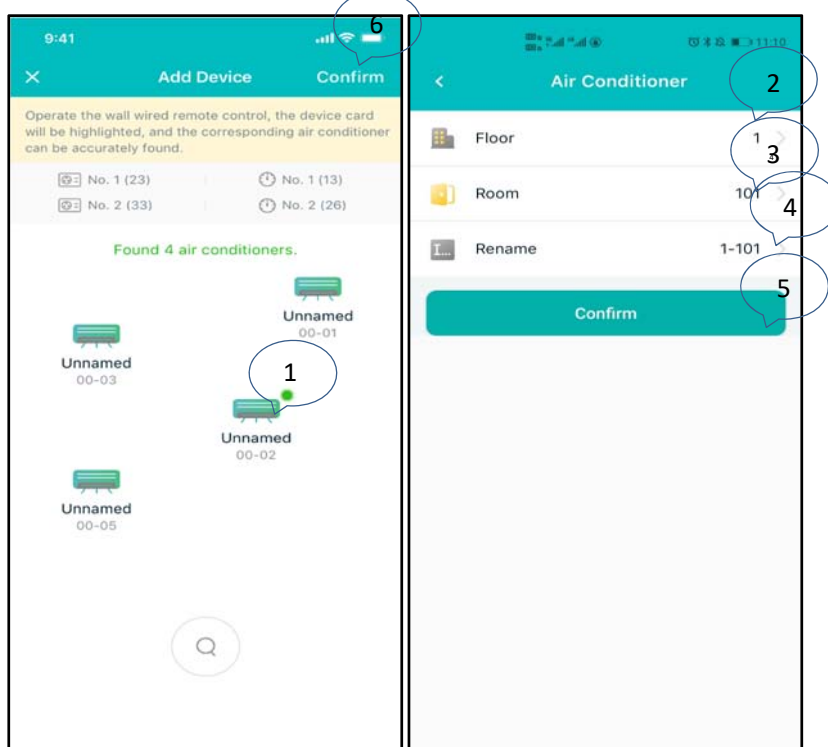 9:41
6
Add Device
Confirm
Operate the wall wired remote control, the device card
will be highlighted, and the corresponding air conditioner
can be accurately found.
No. 1 (23)
No. 1 (13)
No. 2 (33)
No. 2 (26)
Found 4 air conditioners.
Unnamed
00-01
Unnamed
00-03
1
Unnamed
00-02
Unnamed
00-05
11:10
Air Conditioner
2
Floor
1
3
Room
101
4
I...
Rename
1-101
5
Confirm